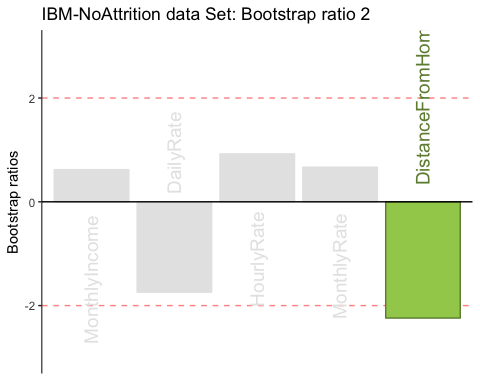 IBM-NoAttrition data Set: Bootstrap ratio 2
Bootstrap ratios
2
0
-2
MonthlyIncome
DailyRate
HourlyRate
MonthlyRate
DistanceFromHom